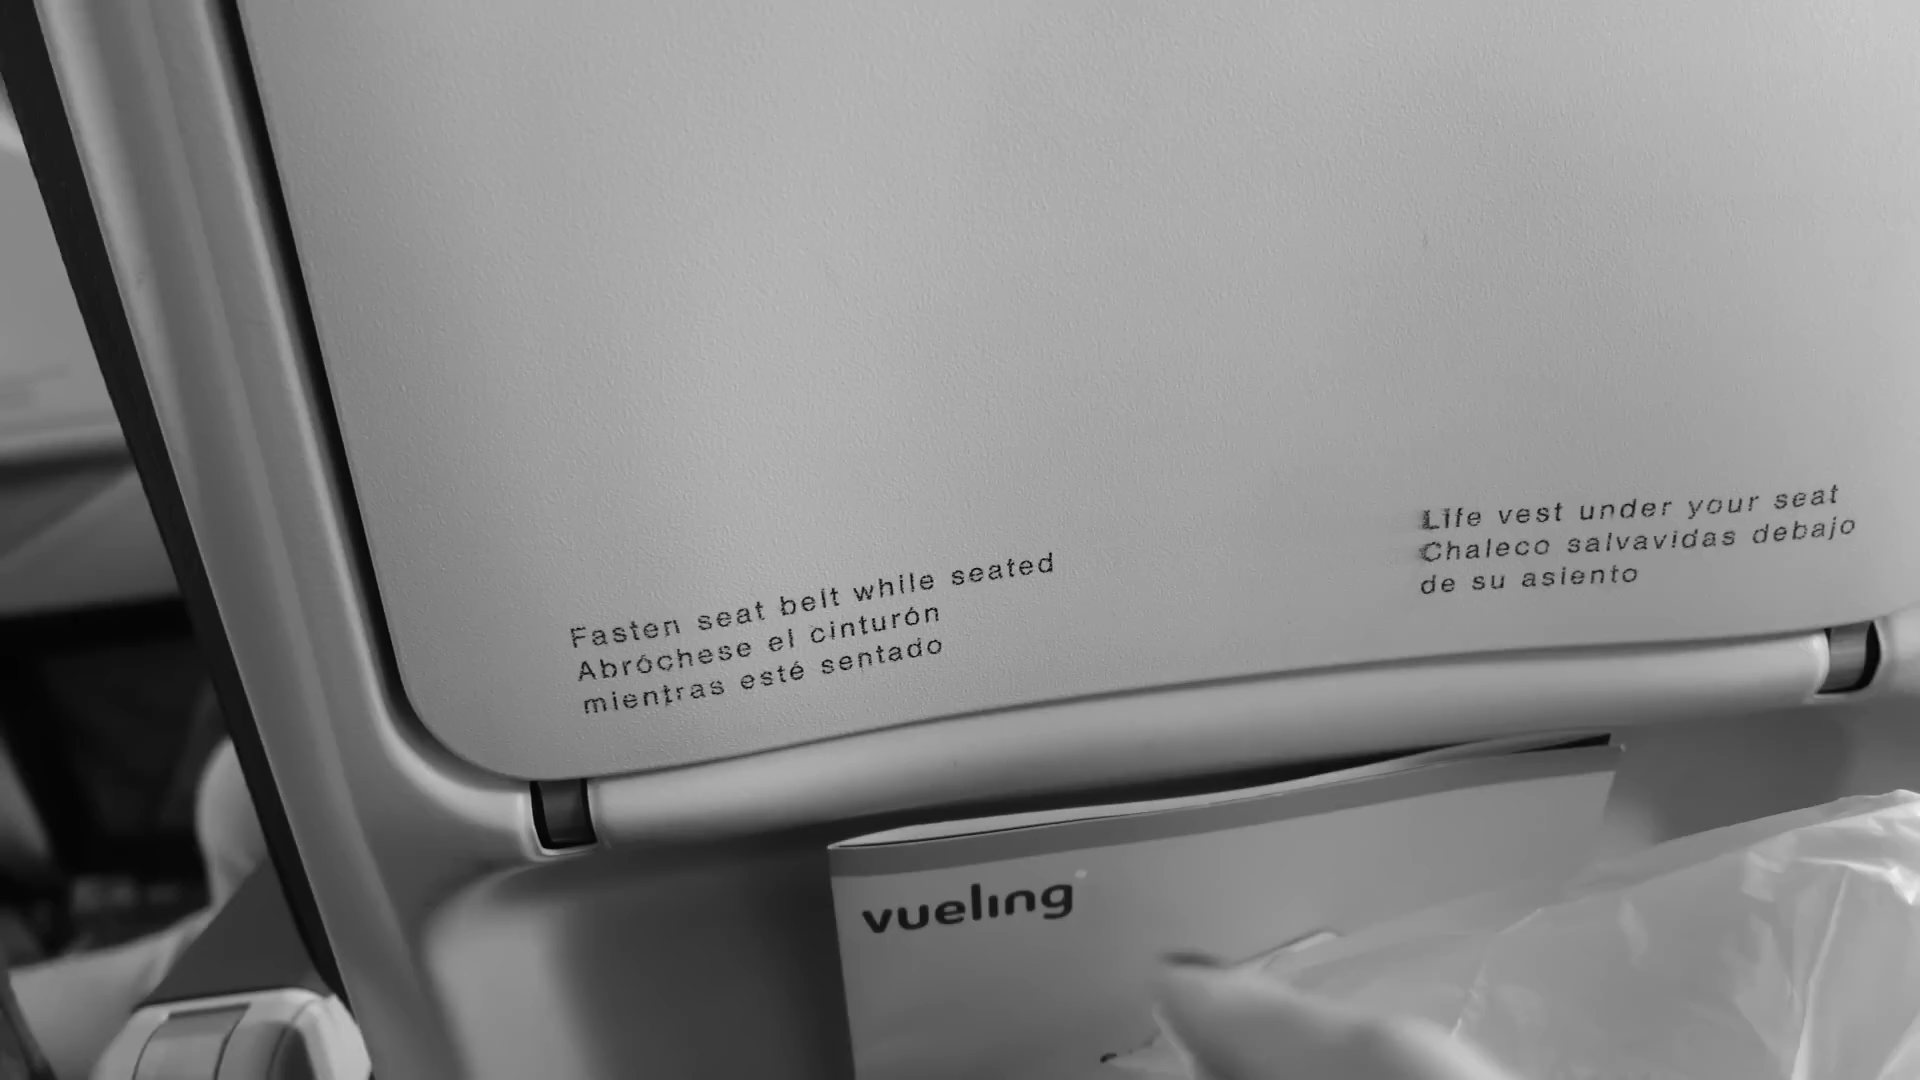 Fasten seat belt while seated
Abróchese el cinturón
mientras esté sentado
Life vest under your seat
Chaleco salvavidas debajo
de su asiento
vueling